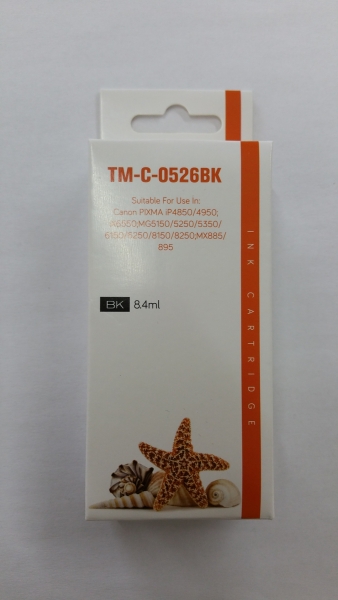 TM-C-0526BK
Suitable For Use In:
Canon PIXMA iP4850/4950;
iX6550;MG5150/5250/5350/
6150/6250/8150/8250;MX885/
895
BK 8.4ml
INK CARTRIDGE